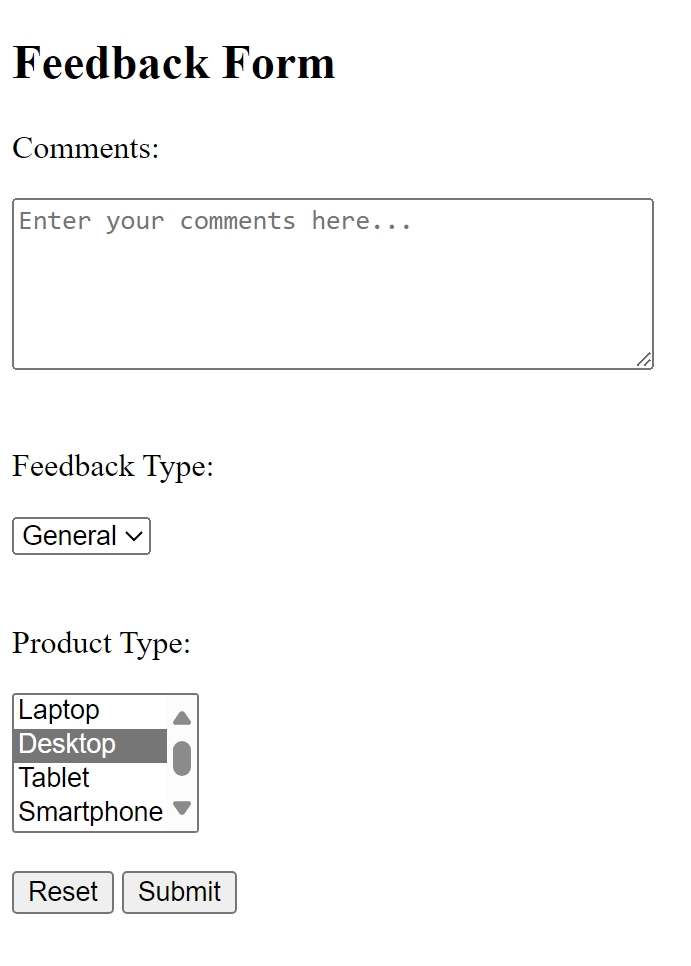 Feedback Form
Comments:
Enter your comments here...
Feedback Type:
General
Product Type:
Laptop
Desktop
Tablet
Smartphone
Reset Submit